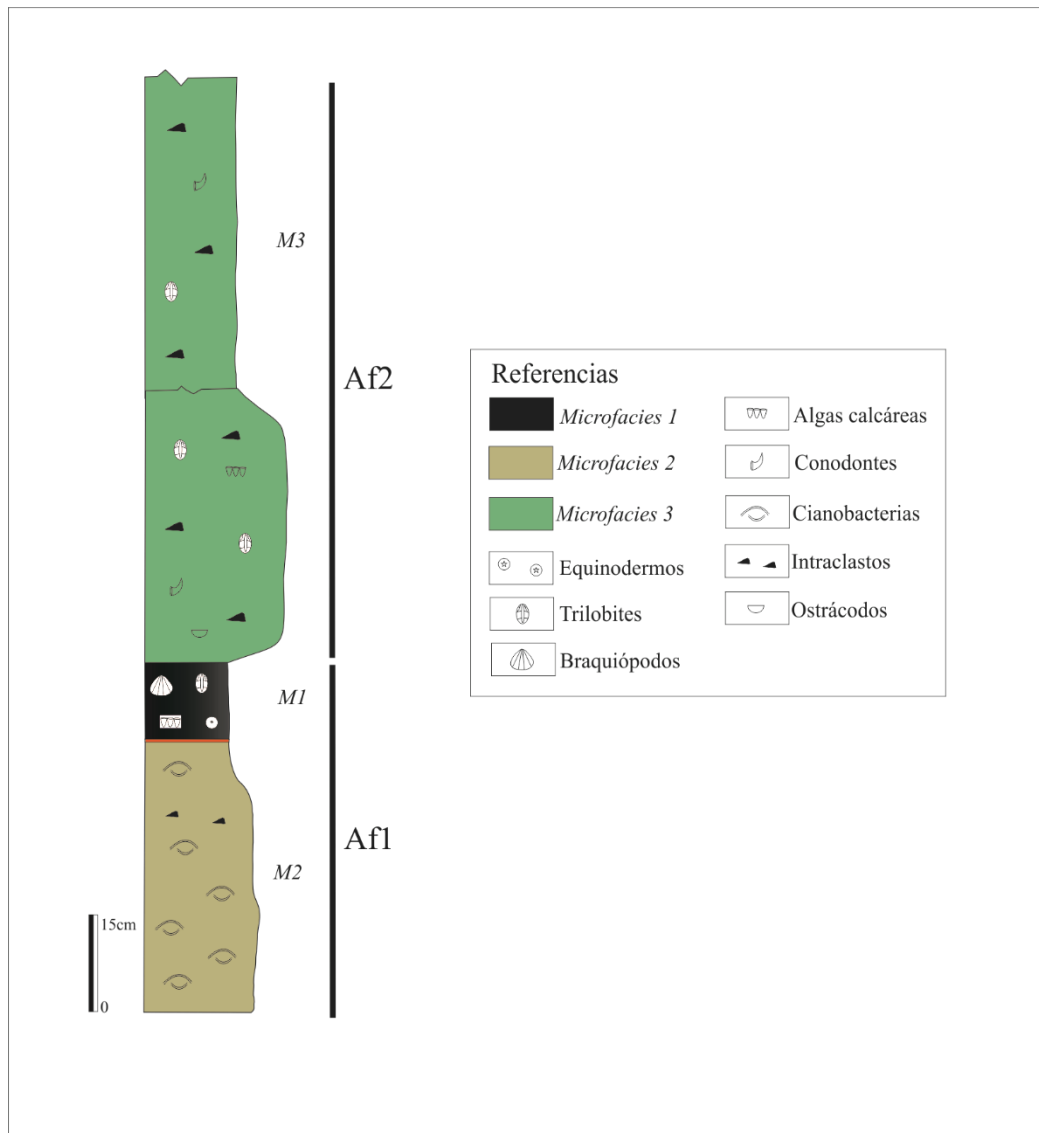 M3
Af2
M1
Af1
M2
15cm
0
Referencias
Microfacies 1
Microfacies 2
Microfacies 3
Equinodermos
Trilobites
Braquiópodos
Algas calcáreas
Conodontes
Cianobacterias
Intraclastos
Ostrácodos